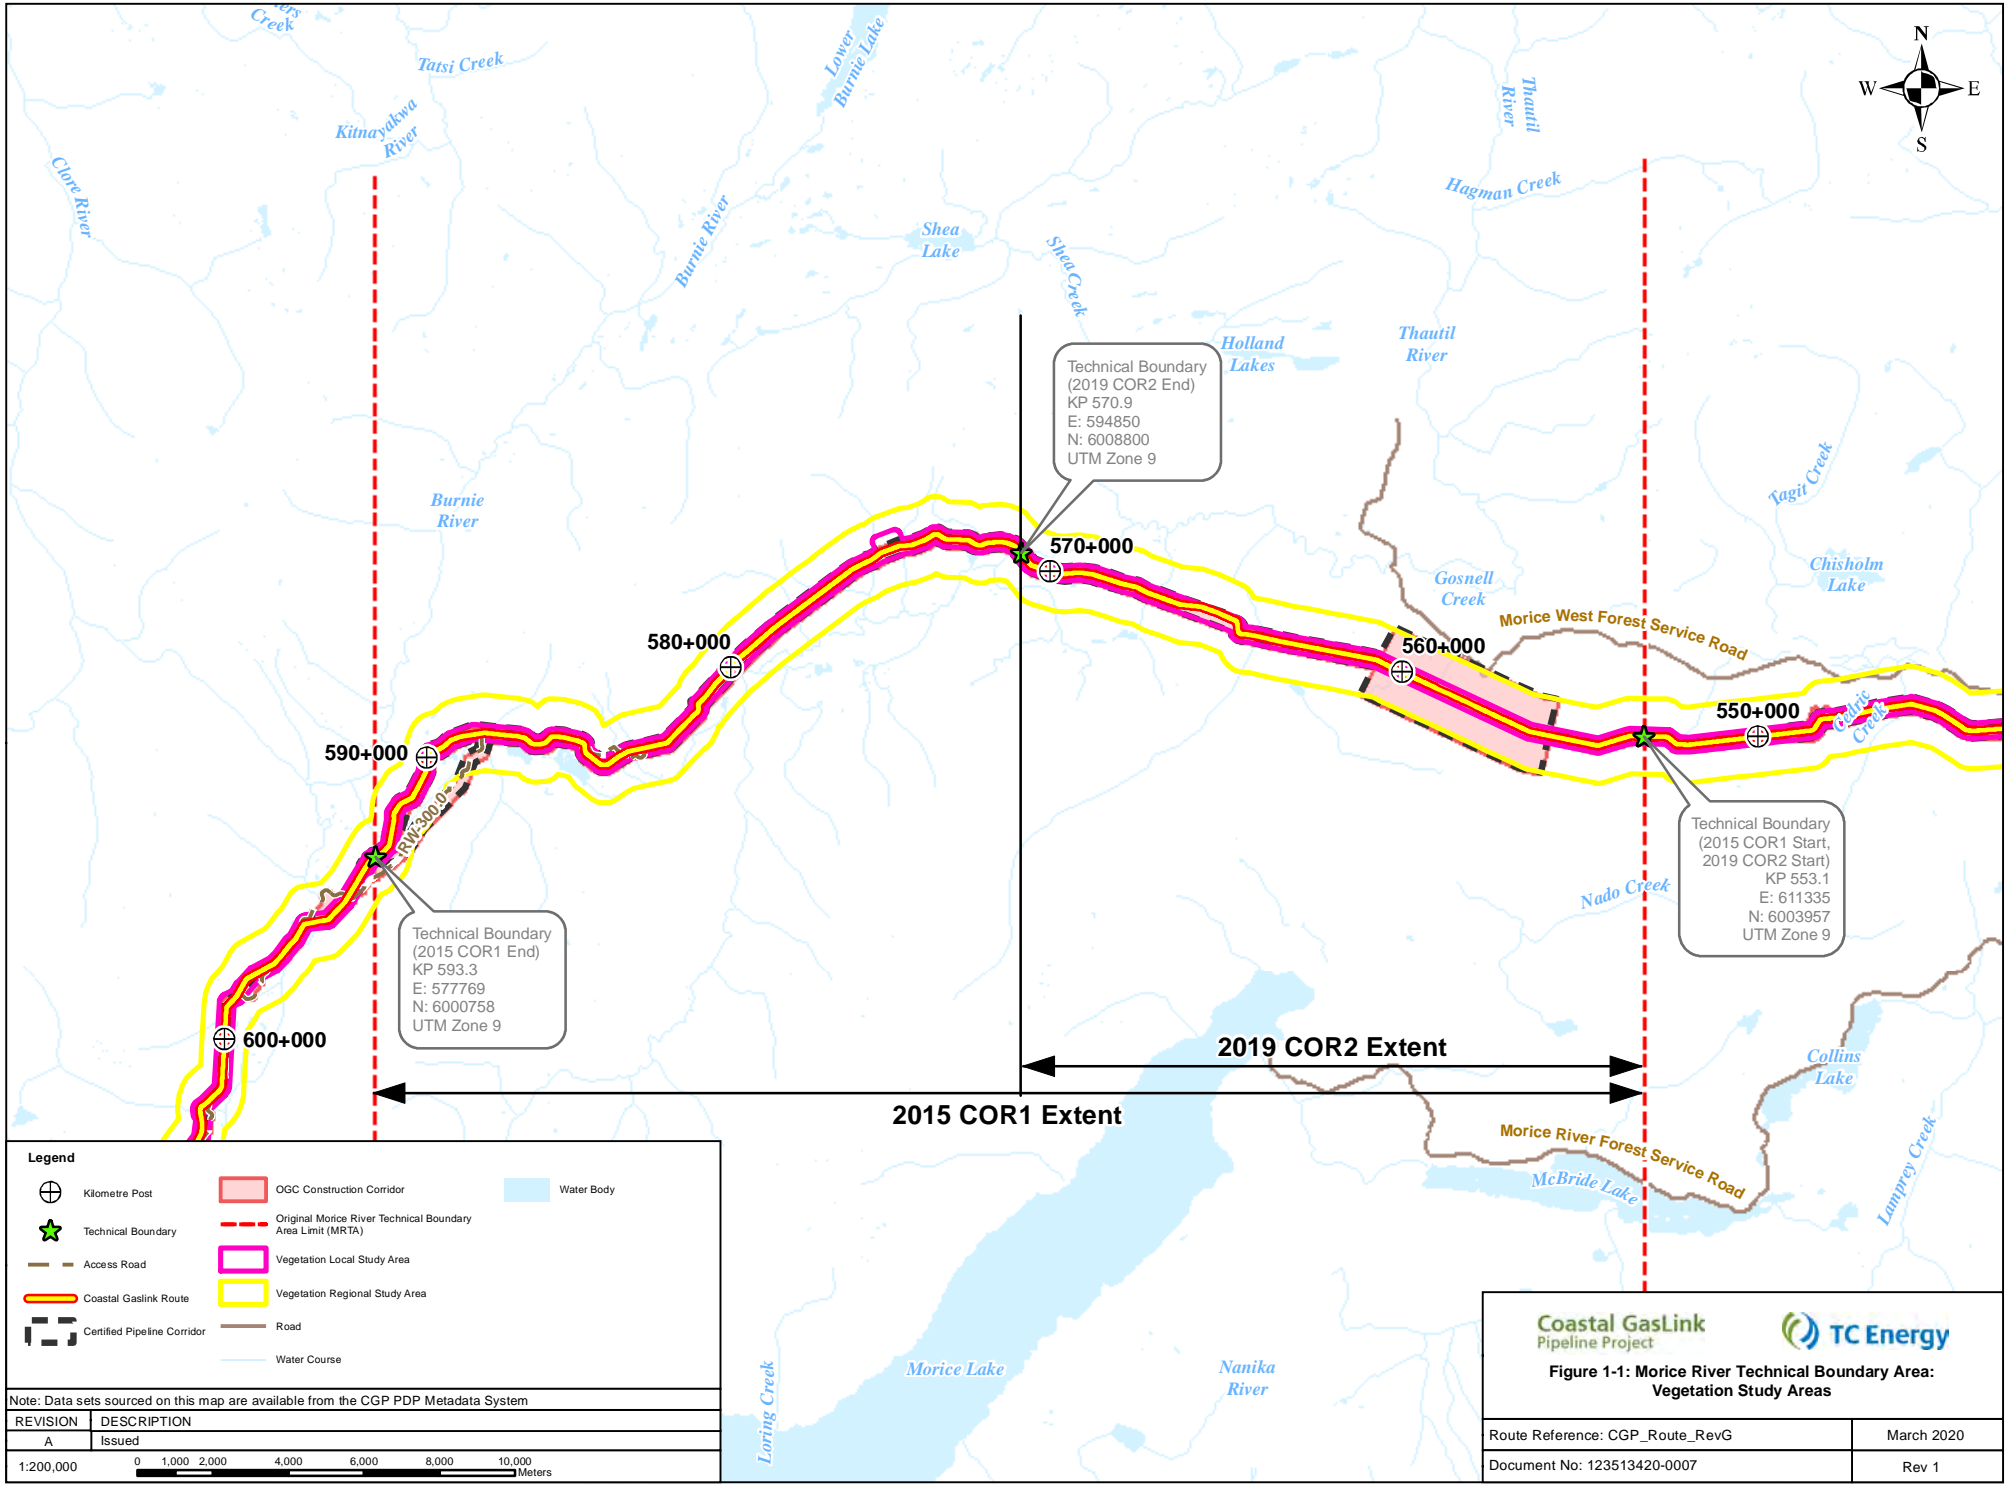 Creek
Tatsi Creek
Kitnayakwa
River
Clore River
Lower
Burnie Lake
Burnie River
Thautil
River
N
W
E
S
Hagman Creek
Shea
Lake
Shea Creek
Holland
Lakes
Thautil
River
Technical Boundary
(2019 COR2 End)
KP 570.9
E: 594850
N: 6008800
UTM Zone 9
Burnie
River
Tagit Creek
570+000
Gosnell
Creek
Chisholm
Lake
Morice West Forest Service Road
580+000
560+000
590+000
550+000
Cedric
Creek
RW-300.0
Technical Boundary
(2015 COR1 Start,
2019 COR2 Start)
KP 553.1
E: 611335
N: 6003957
UTM Zone 9
Nado Creek
Technical Boundary
(2015 COR1 End)
KP 593.3
E: 577769
N: 6000758
UTM Zone 9
600+000
2019 COR2 Extent
2015 COR1 Extent
Collins
Lake
Morice River Forest Service Road
McBride Lake
Lamprey Creek
Morice Lake
Nanika
River
Loring Creek
Legend
Kilometre Post
Technical Boundary
Access Road
Coastal Gaslink Route
Certified Pipeline Corridor
OGC Construction Corridor
Original Morice River Technical Boundary
Area Limit (MRTA)
Vegetation Local Study Area
Vegetation Regional Study Area
Road
Water Course
Water Body
Note: Data sets sourced on this map are available from the CGP PDP Metadata System
REVISION DESCRIPTION
A Issued
1:200,000
0 1,000 2,000 4,000 6,000 8,000 10,000
Meters
Coastal GasLink
Pipeline Project
TC Energy
Figure 1-1: Morice River Technical Boundary Area:
Vegetation Study Areas
Route Reference: CGP_Route_RevG
March 2020
Document No: 123513420-0007
Rev 1